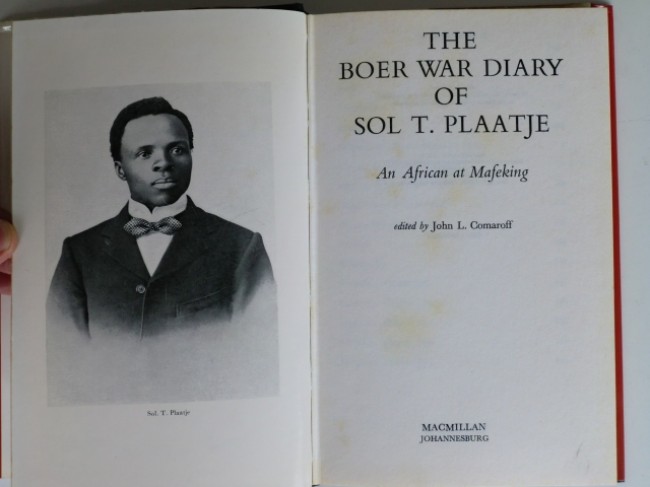 Sol. T. Plaatje
THE
BOER WAR DIARY
OF
SOL T. PLAATJE
An African at Mafeking
edited by John L. Comaroff
MACMILLAN
JOHANNESBURG